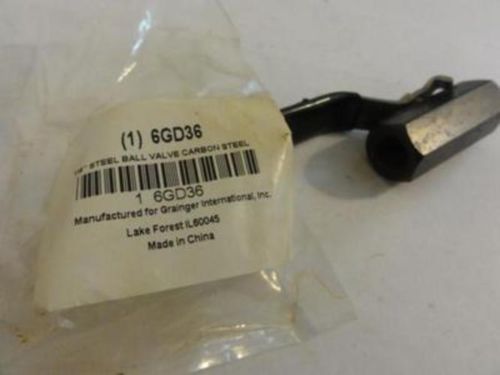 (1) 6GD36
STEEL BALL VALVE CARBON STEEL
1 6GD36
Manufactured for Grainger International, Inc.
Lake Forest IL60045
Made in China